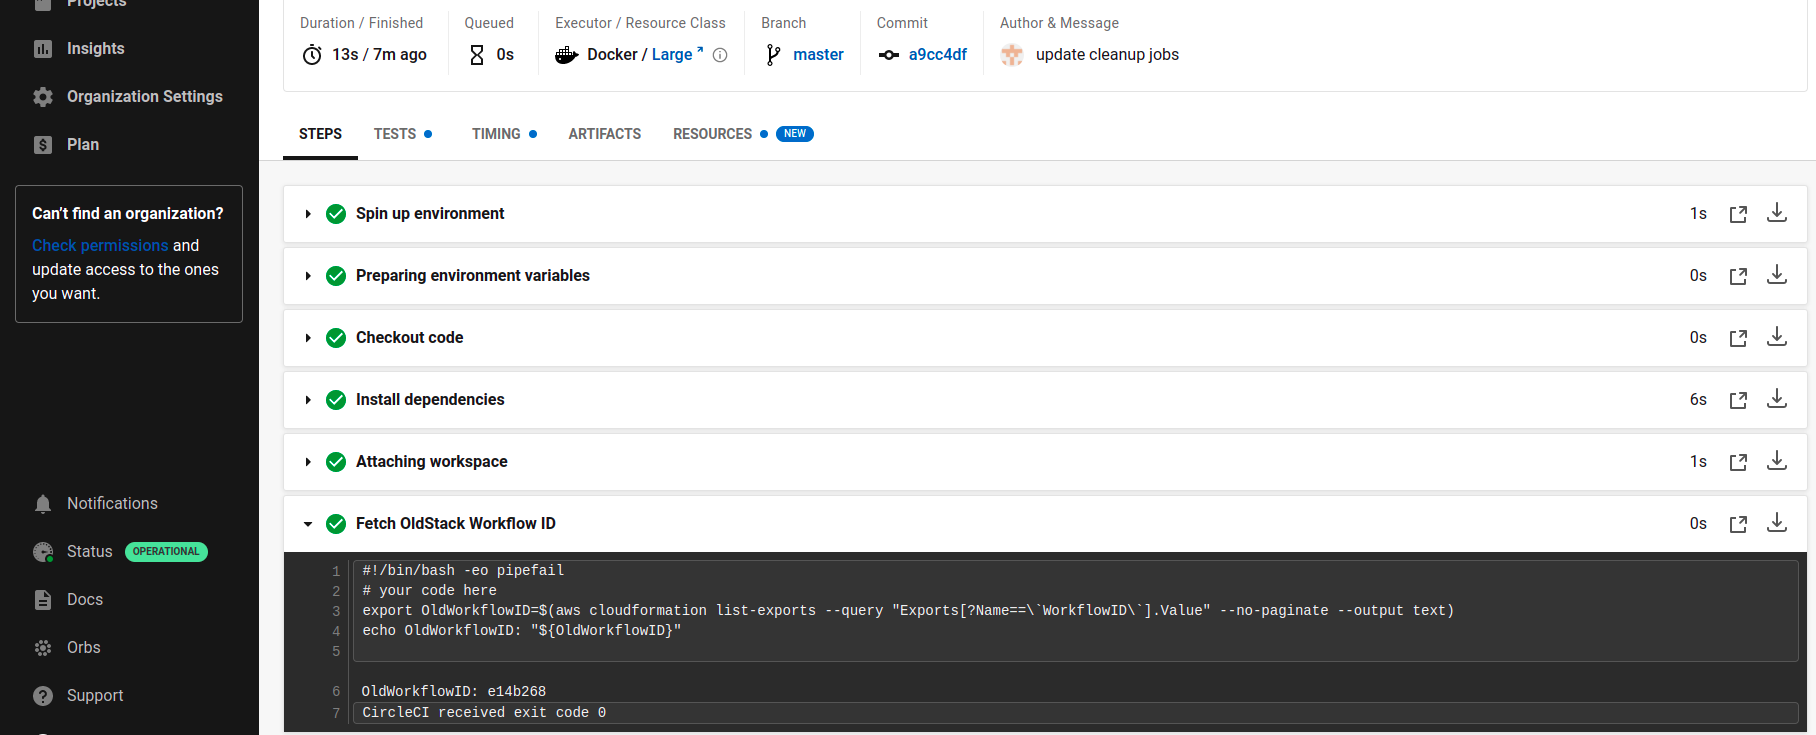 Projects
Insights
Organization Settings
Plan
Can't find an organization?
Check permissions and
update access to the ones
you want.
Notifications
Status OPERATIONAL
Docs
Orbs
Support
Duration / Finished
13s / 7m ago
Queued
0s
Executor / Resource Class
Docker / Large
Branch
master
Commit
a9cc4df
Author & Message
update cleanup jobs
STEPS TESTS TIMING ARTIFACTS RESOURCES NEW
Spin up environment 1s
Preparing environment variables 0s
Checkout code 0s
Install dependencies 6s
Attaching workspace 1s
Fetch OldStack Workflow ID 0s
1 #!/bin/bash -eo pipefail
2 # your code here
3 export OldWorkflowID=$(aws cloudformation list-exports --query "Exports[?Name==\`WorkflowID\`].Value" --no-paginate --output text)
4 echo OldWorkflowID: "${OldWorkflowID}"
5
6 OldWorkflowID: e14b268
7 CircleCI received exit code 0